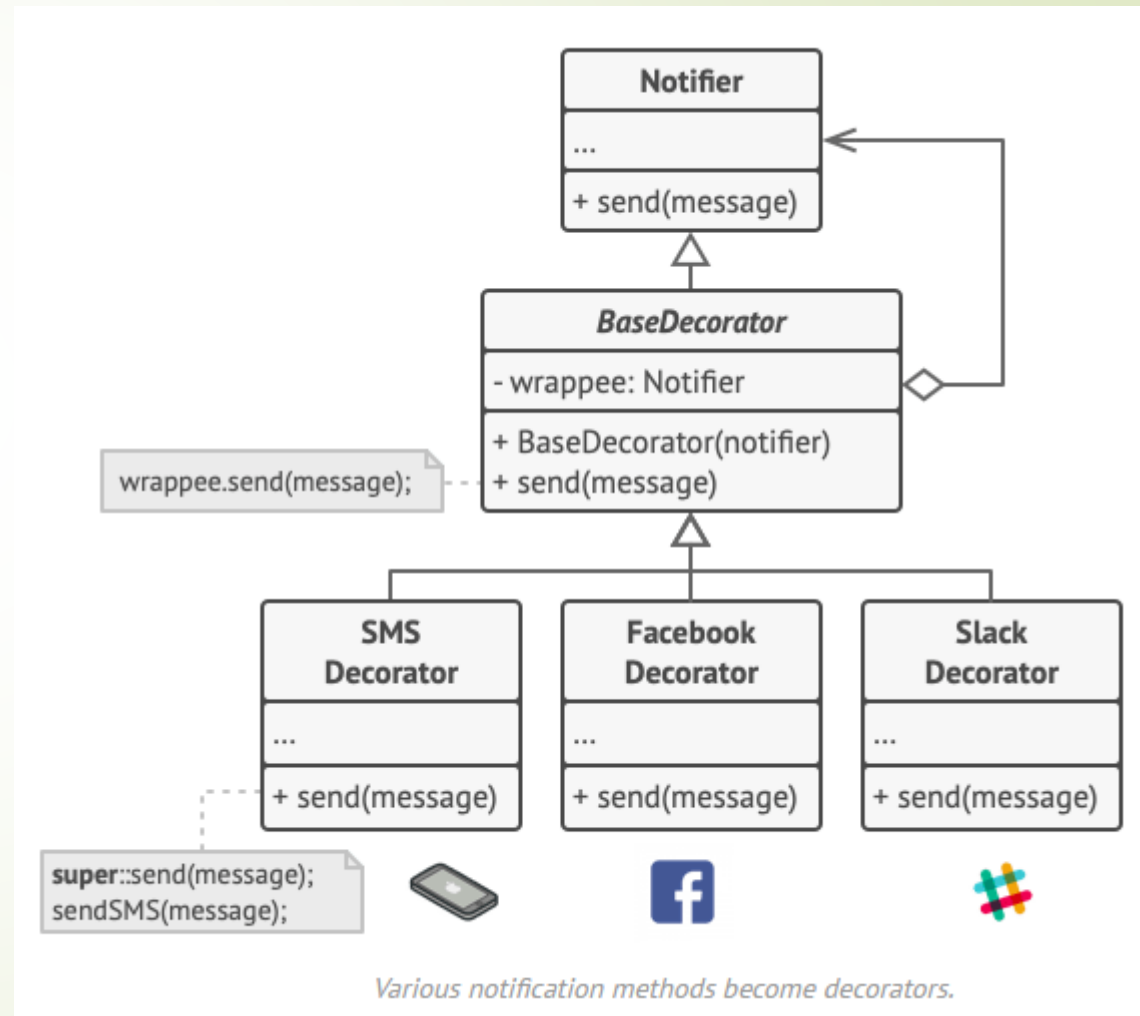 Notifier
...
+ send(message)
BaseDecorator
- wrappee: Notifier
+ BaseDecorator(notifier)
+ send(message)
wrappee.send(message);
SMS
Decorator
...
+ send(message)
Facebook
Decorator
...
+ send(message)
Slack
Decorator
...
+ send(message)
super::send(message);
sendSMS(message);
f
Various notification methods become decorators.